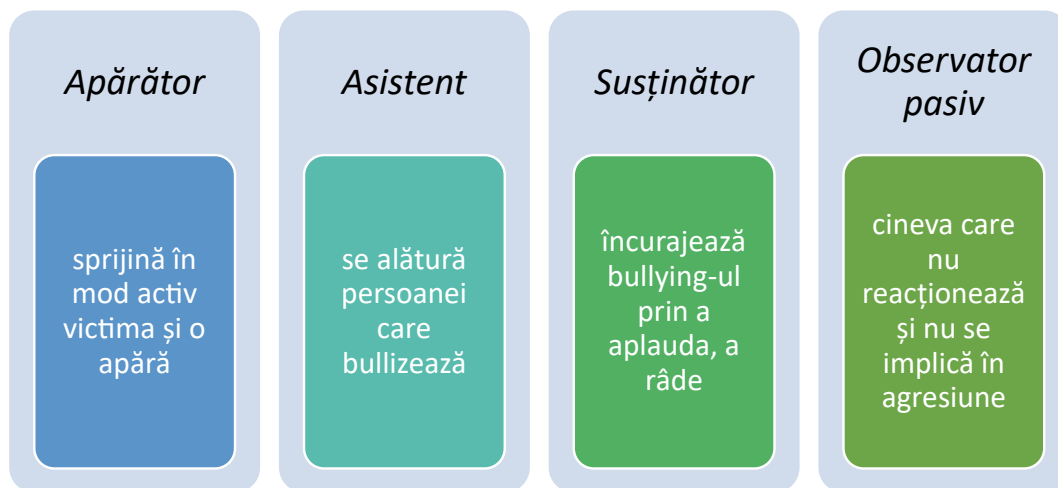 Apărător
sprijină în
mod activ
victima și o
apără
Asistent
se alătură
persoanei
care
bullizează
Susținător
încurajează
bullying-ul
prin a
aplauda, a
râde
Observator
pasiv
cineva care
nu
reacționează
și nu se
implică în
agresiune